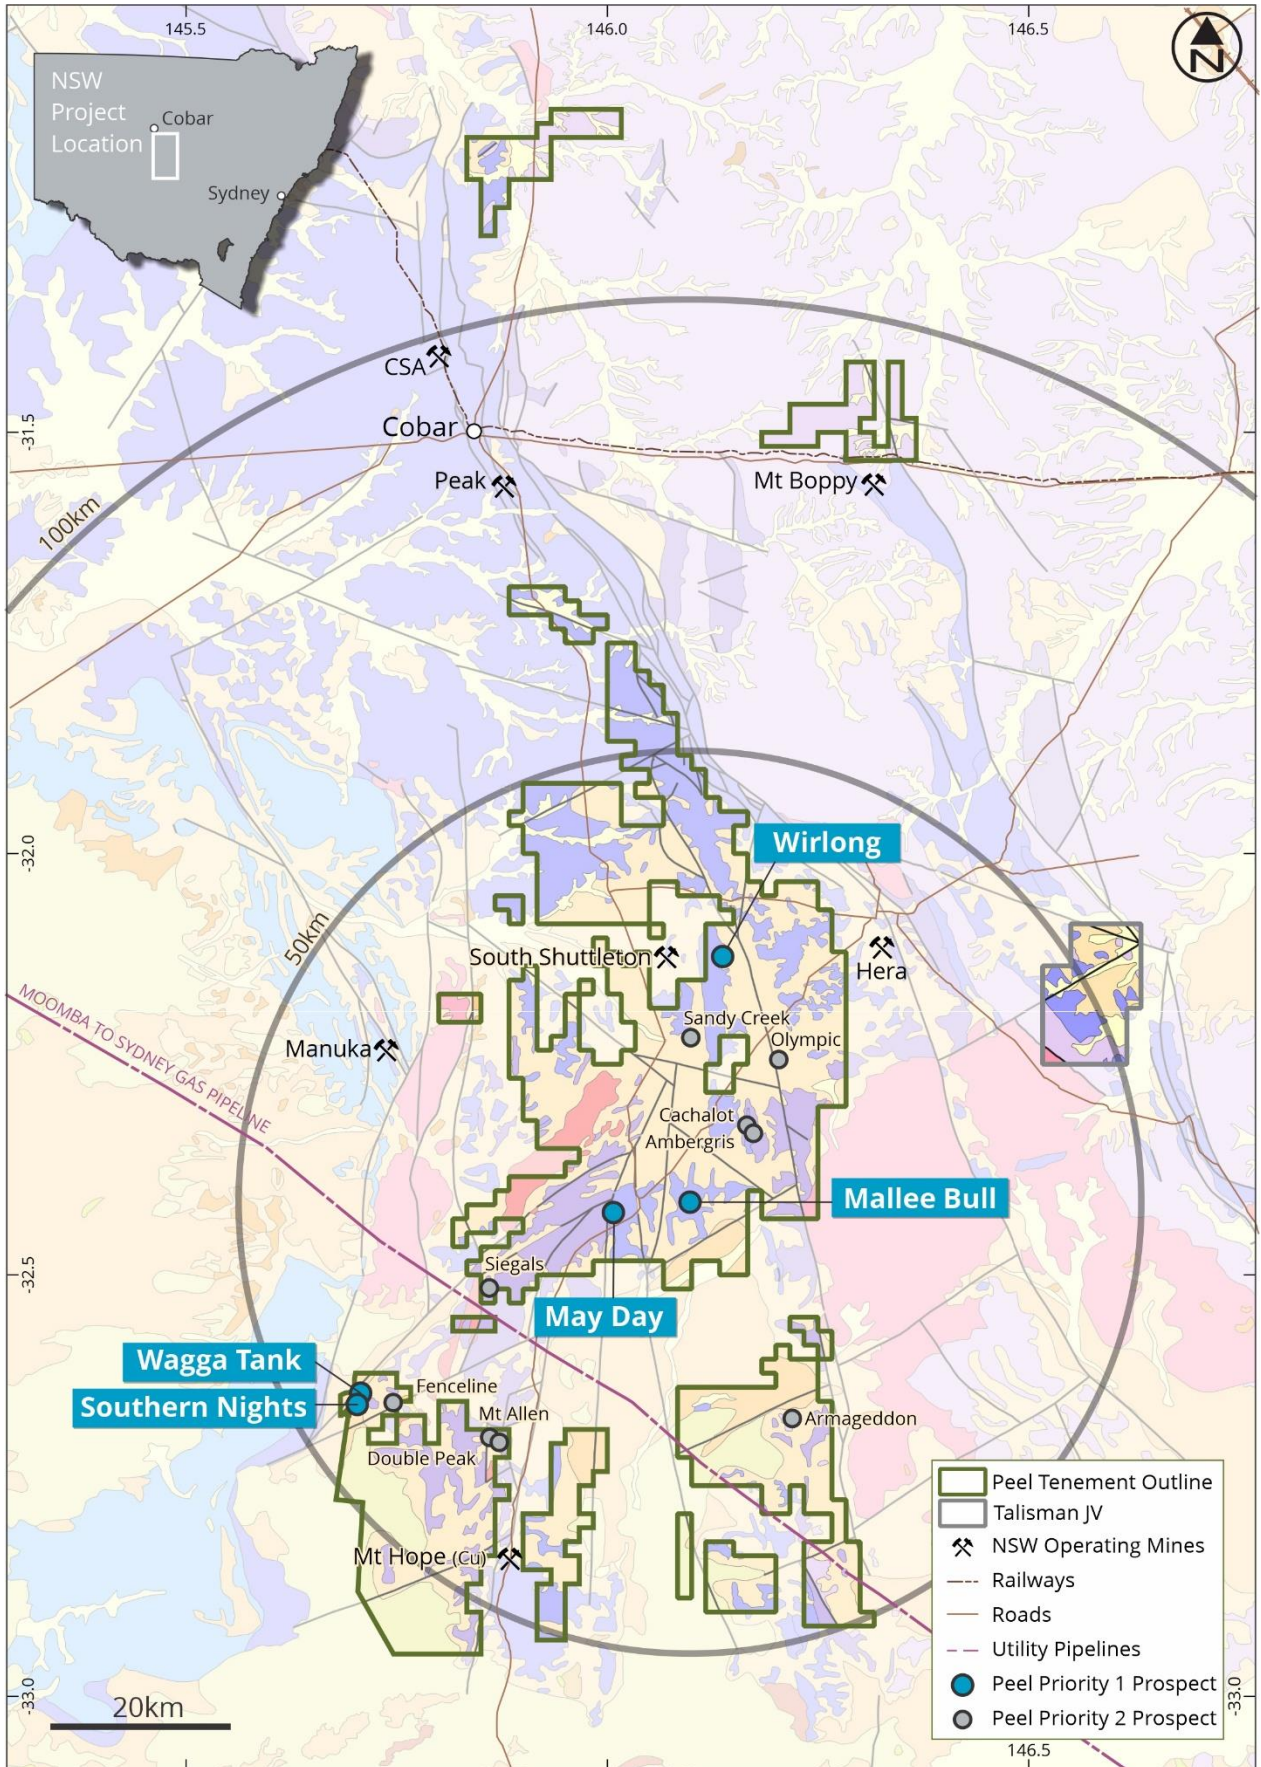 145.5
146.0
146.5
N
NSW
Project
Location
Cobar
Sydney
CSA
Cobar
-31.5
Peak
Mt Boppy
100km
-32.0
Wirlong
50km
South Shuttleton
Hera
MOOMBA TO SYDNEY GAS PIPELINE
Sandy Creek
Olympic
Manuka
Cachalot
Ambergris
Mallee Bull
-32.5
Siegals
May Day
Wagga Tank
Southern Nights
Fenceline
Mt Allen
Double Peak
Armageddon
Mt Hope (Cu)
Peel Tenement Outline
Talisman JV
NSW Operating Mines
Railways
Roads
Utility Pipelines
Peel Priority 1 Prospect
Peel Priority 2 Prospect
-33.0
-33.0
20km
146.5